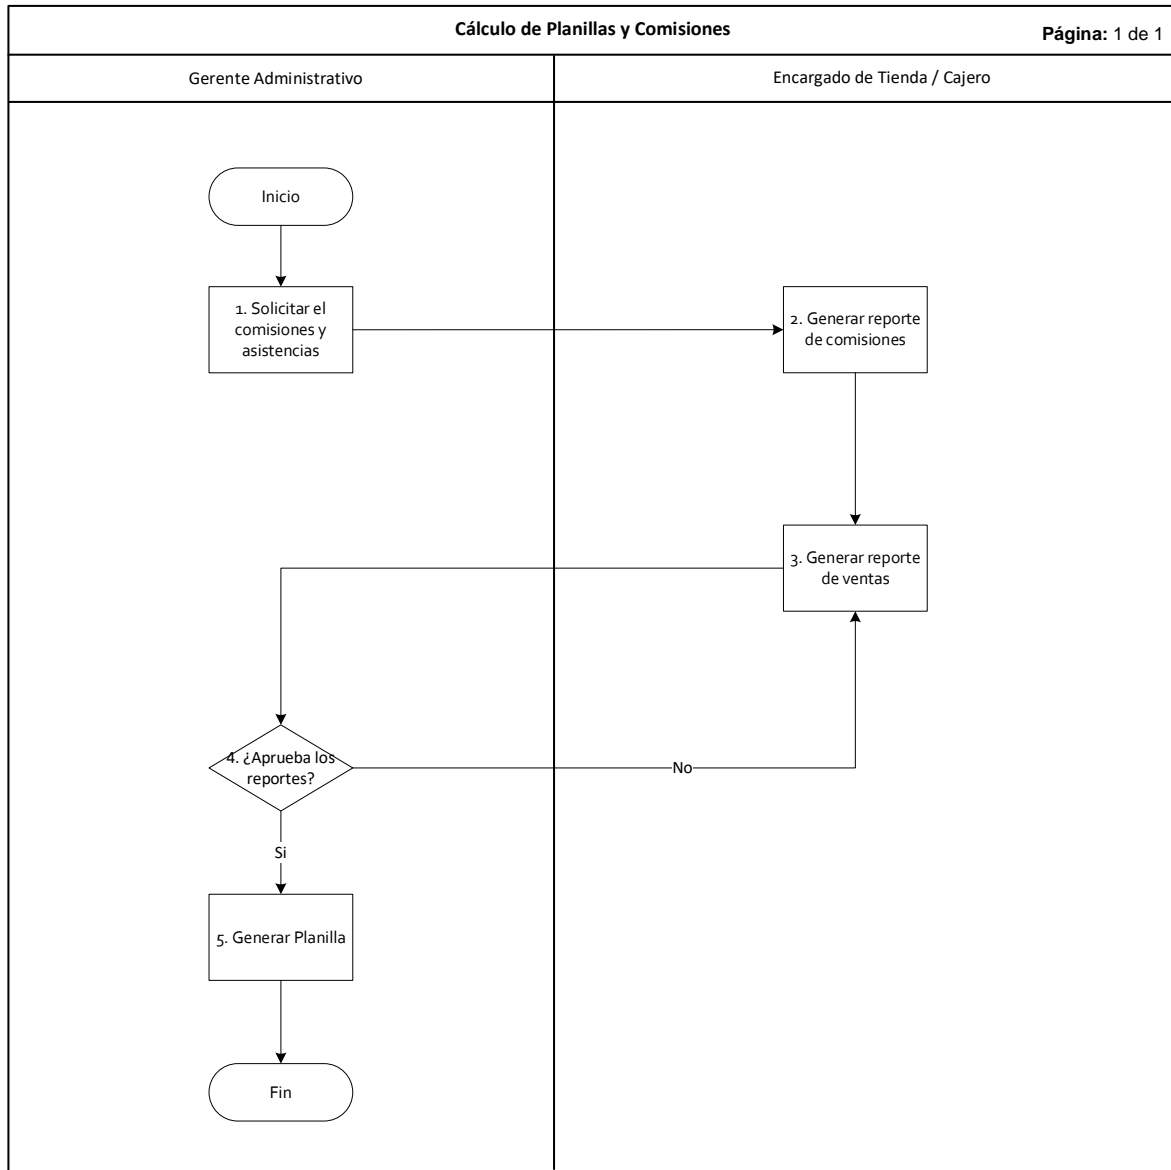 Cálculo de Planillas y Comisiones
Página: 1 de 1
Gerente Administrativo
Encargado de Tienda / Cajero
Inicio
1. Solicitar el
comisiones y
asistencias
2. Generar reporte
de comisiones
3. Generar reporte
de ventas
4. ¿Aprueba los
reportes?
No
Si
5. Generar Planilla
Fin